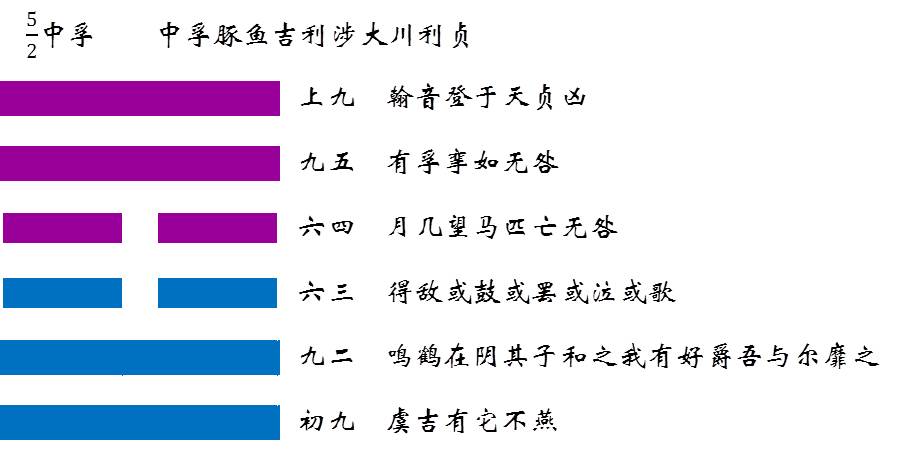 5/2中孚 中孚豚鱼吉利涉大川利贞
上九 翰音登于天贞凶
九五 有孚挛如无咎
六四 月几望马匹亡无咎
六三 得敌或鼓或罢或泣或歌
九二 鸣鹤在阴其子和之我有好爵吾与尔靡之
初九 虞吉有它不燕